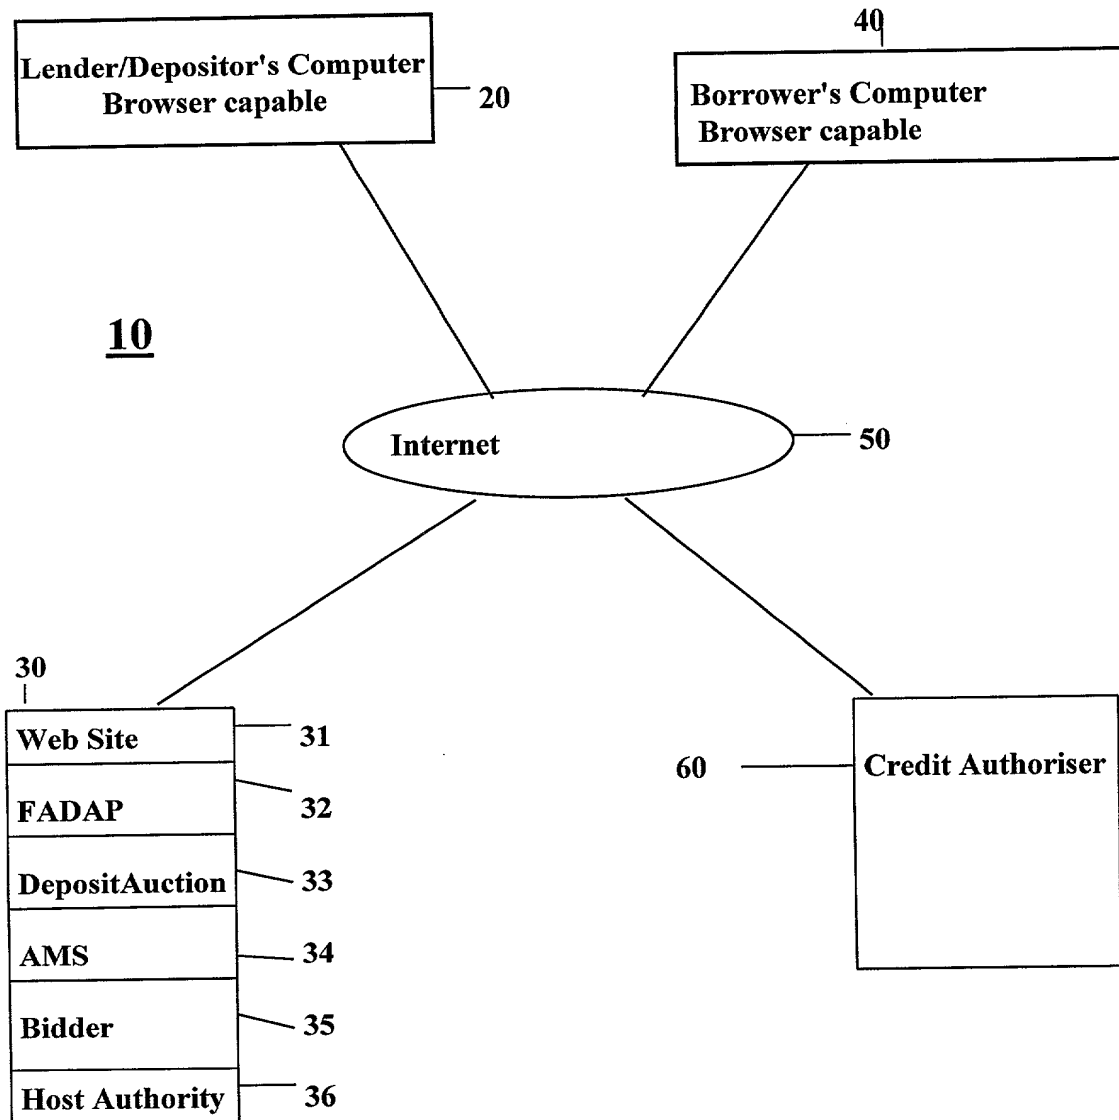 40
Lender/Depositor's Computer
Browser capable
20
Borrower's Computer
Browser capable
10
Internet
50
30
Web Site
31
FADAP
32
DepositAuction
33
AMS
34
Bidder
35
Host Authority
36
60
Credit Authoriser